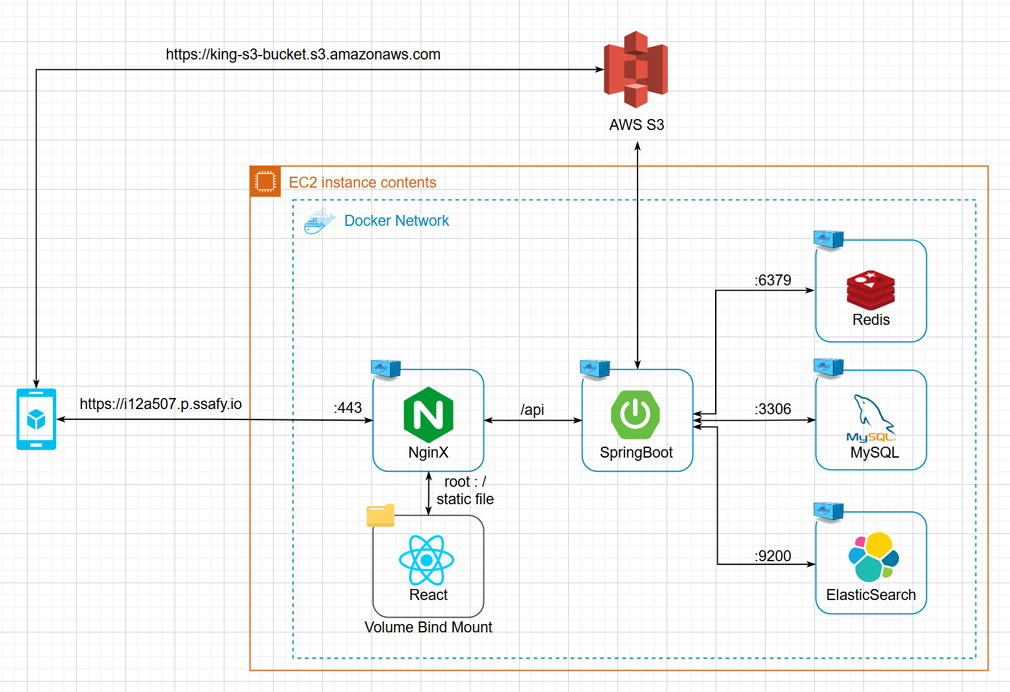 https://king-s3-bucket.s3.amazonaws.com
AWS S3
EC2 instance contents
Docker Network
:6379
Redis
https://i12a507.p.ssafy.io
:443
NginX
/api
SpringBoot
:3306
MySQL
MySQL
root : /
static file
React
Volume Bind Mount
:9200
ElasticSearch